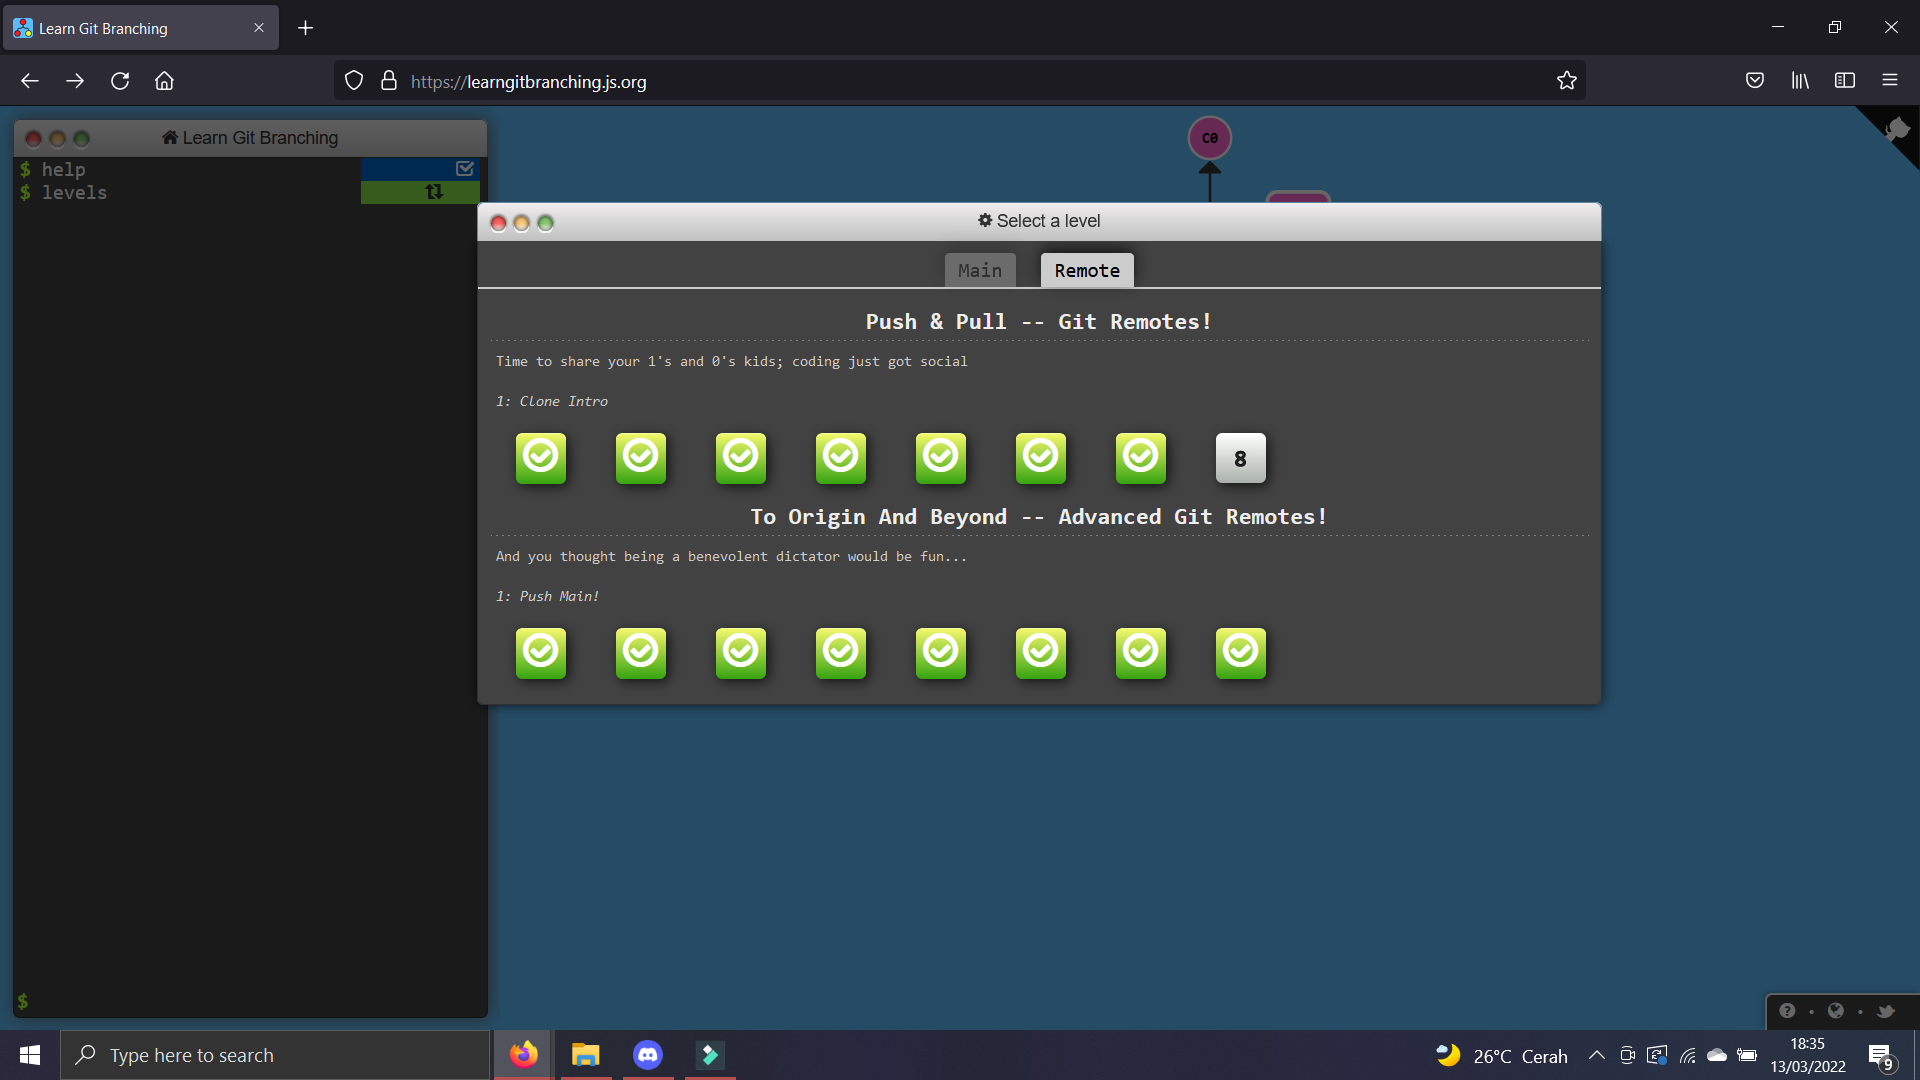 Learn Git Branching
https://learngitbranching.js.org
Learn Git Branching
$ help
$ levels
$
C0
Select a level
Main
Remote
Push & Pull -- Git Remotes!
Time to share your 1's and 0's kids; coding just got social
1: Clone Intro
8
To Origin And Beyond -- Advanced Git Remotes!
And you thought being a benevolent dictator would be fun...
1: Push Main!
Type here to search
26°C Cerah
18:35
13/03/2022
9